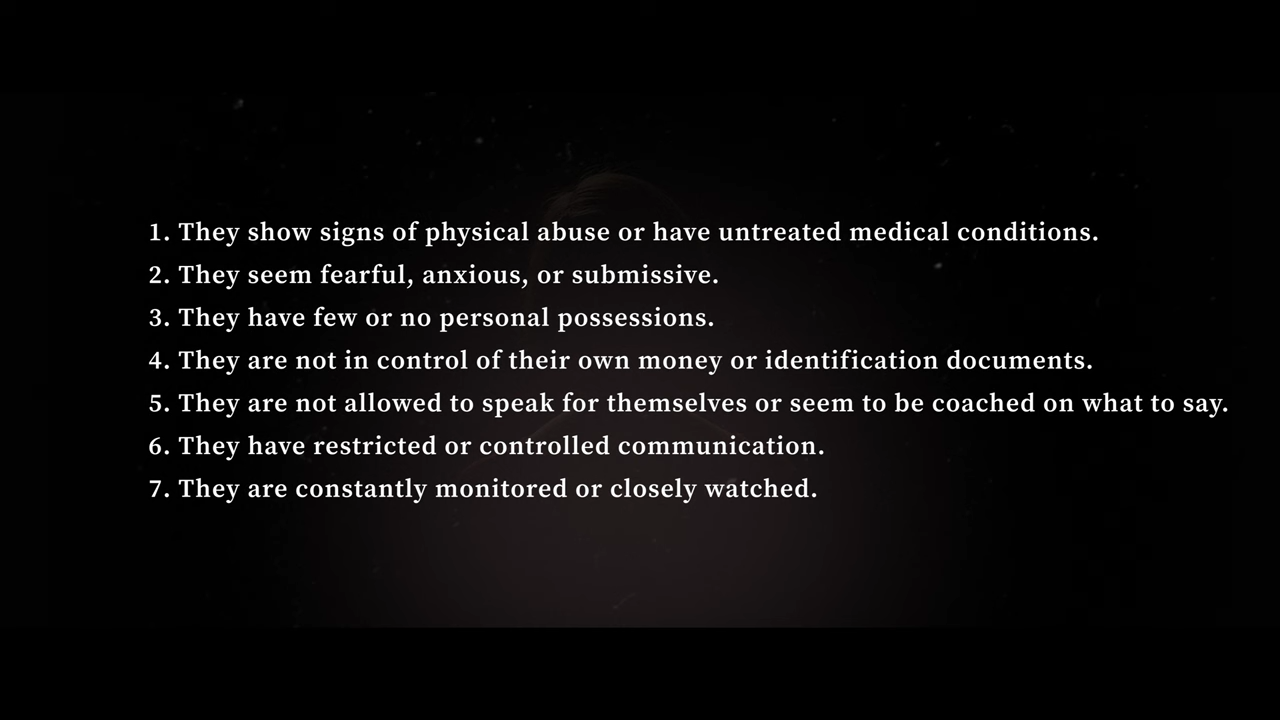 1. They show signs of physical abuse or have untreated medical conditions.
2. They seem fearful, anxious, or submissive.
3. They have few or no personal possessions.
4. They are not in control of their own money or identification documents.
5. They are not allowed to speak for themselves or seem to be coached on what to say.
6. They have restricted or controlled communication.
7. They are constantly monitored or closely watched.